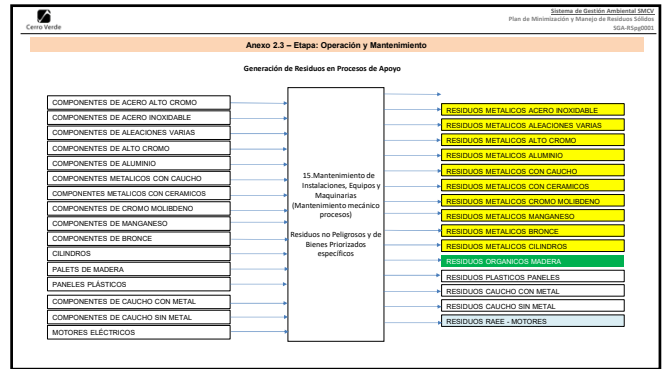 Cerro Verde
Sistema de Gestión Ambiental SMCV
Plan de Minimización y Manejo de Residuos Sólidos
SGA-RSpg0001
Anexo 2.3 – Etapa: Operación y Mantenimiento
Generación de Residuos en Procesos de Apoyo
COMPONENTES DE ACERO ALTO CROMO
COMPONENTES DE ACERO INOXIDABLE
COMPONENTES DE ALEACIONES VARIAS
COMPONENTES DE ALTO CROMO
COMPONENTES DE ALUMINIO
COMPONENTES METALICOS CON CAUCHO
COMPONENTES METALICOS CON CERAMICOS
COMPONENTES DE CROMO MOLIBDENO
COMPONENTES DE MANGANESO
COMPONENTES DE BRONCE
CILINDROS
PALETS DE MADERA
PANELES PLÁSTICOS
COMPONENTES DE CAUCHO CON METAL
COMPONENTES DE CAUCHO SIN METAL
MOTORES ELÉCTRICOS
15.Mantenimiento de
Instalaciones, Equipos y
Maquinarias
(Mantenimiento mecánico
procesos)
Residuos no Peligrosos y de
Bienes Priorizados
específicos
RESIDUOS METALICOS ACERO INOXIDABLE
RESIDUOS METALICOS ALEACIONES VARIAS
RESIDUOS METALICOS ALTO CROMO
RESIDUOS METALICOS ALUMINIO
RESIDUOS METALICOS CON CAUCHO
RESIDUOS METALICOS CON CERAMICOS
RESIDUOS METALICOS CROMO MOLIBDENO
RESIDUOS METALICOS MANGANESO
RESIDUOS METALICOS BRONCE
RESIDUOS METALICOS CILINDROS
RESIDUOS ORGANICOS MADERA
RESIDUOS PLASTICOS PANELES
RESIDUOS CAUCHO CON METAL
RESIDUOS CAUCHO SIN METAL
RESIDUOS RAEE - MOTORES